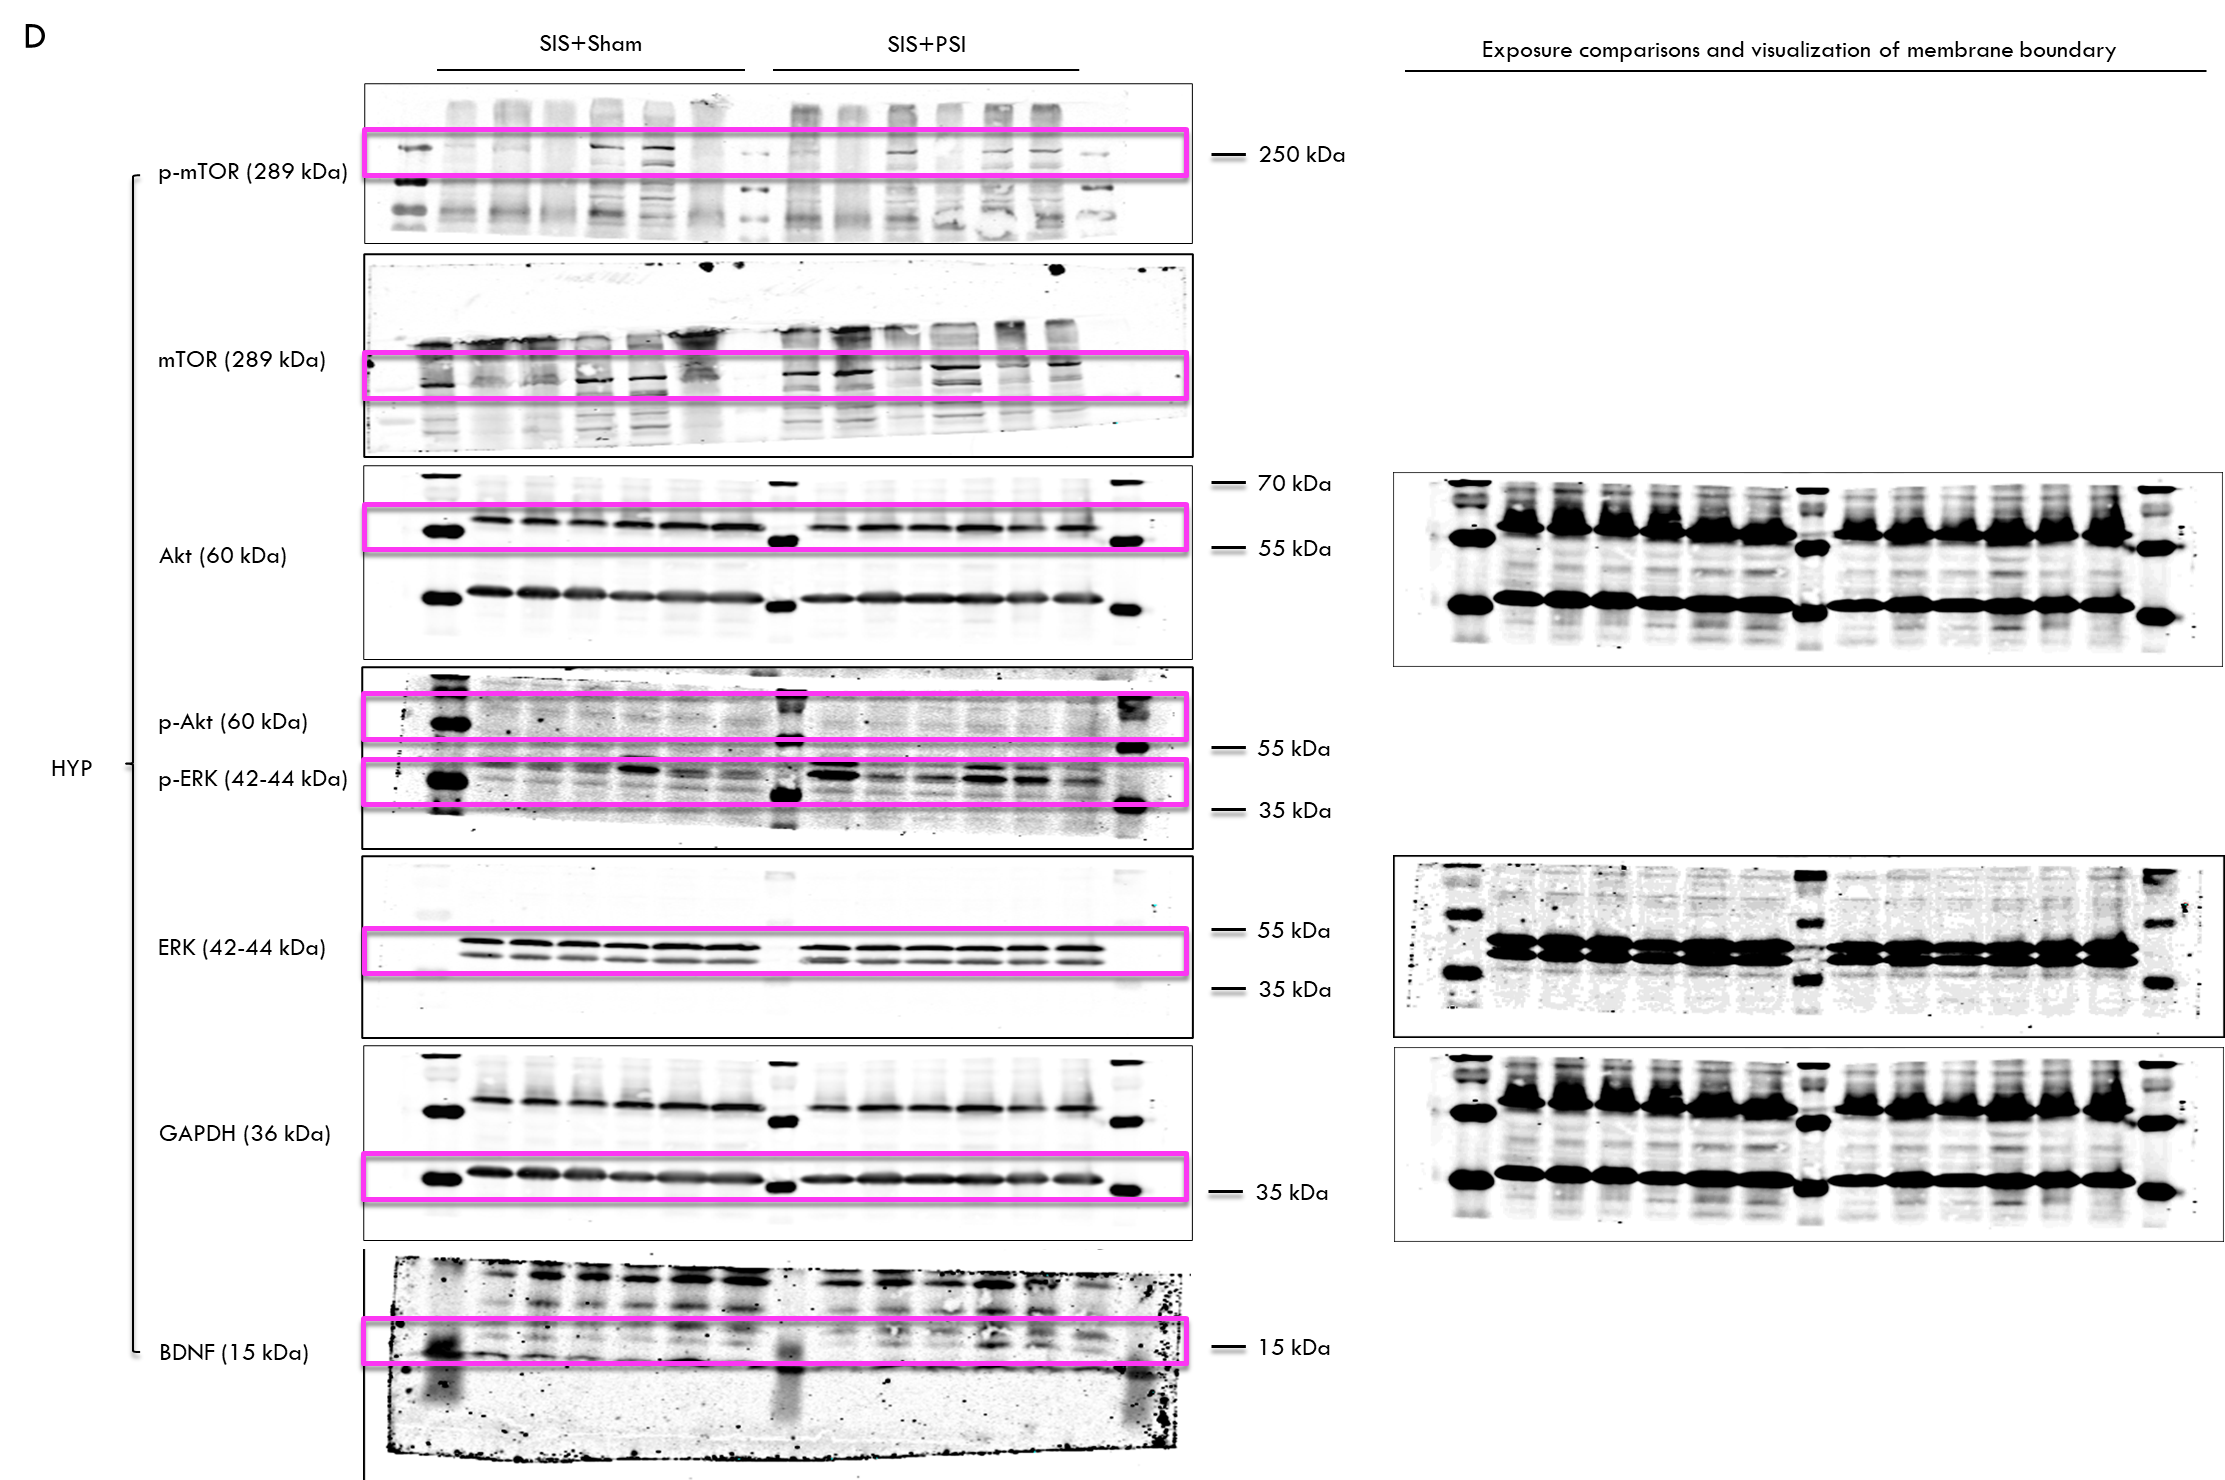 D
SIS+Sham
SIS+PSI
Exposure comparisons and visualization of membrane boundary
p-mTOR (289 kDa)
250 kDa
mTOR (289 kDa)
70 kDa
Akt (60 kDa)
55 kDa
p-Akt (60 kDa)
55 kDa
HYP
p-ERK (42-44 kDa)
35 kDa
55 kDa
ERK (42-44 kDa)
35 kDa
GAPDH (36 kDa)
35 kDa
BDNF (15 kDa)
15 kDa